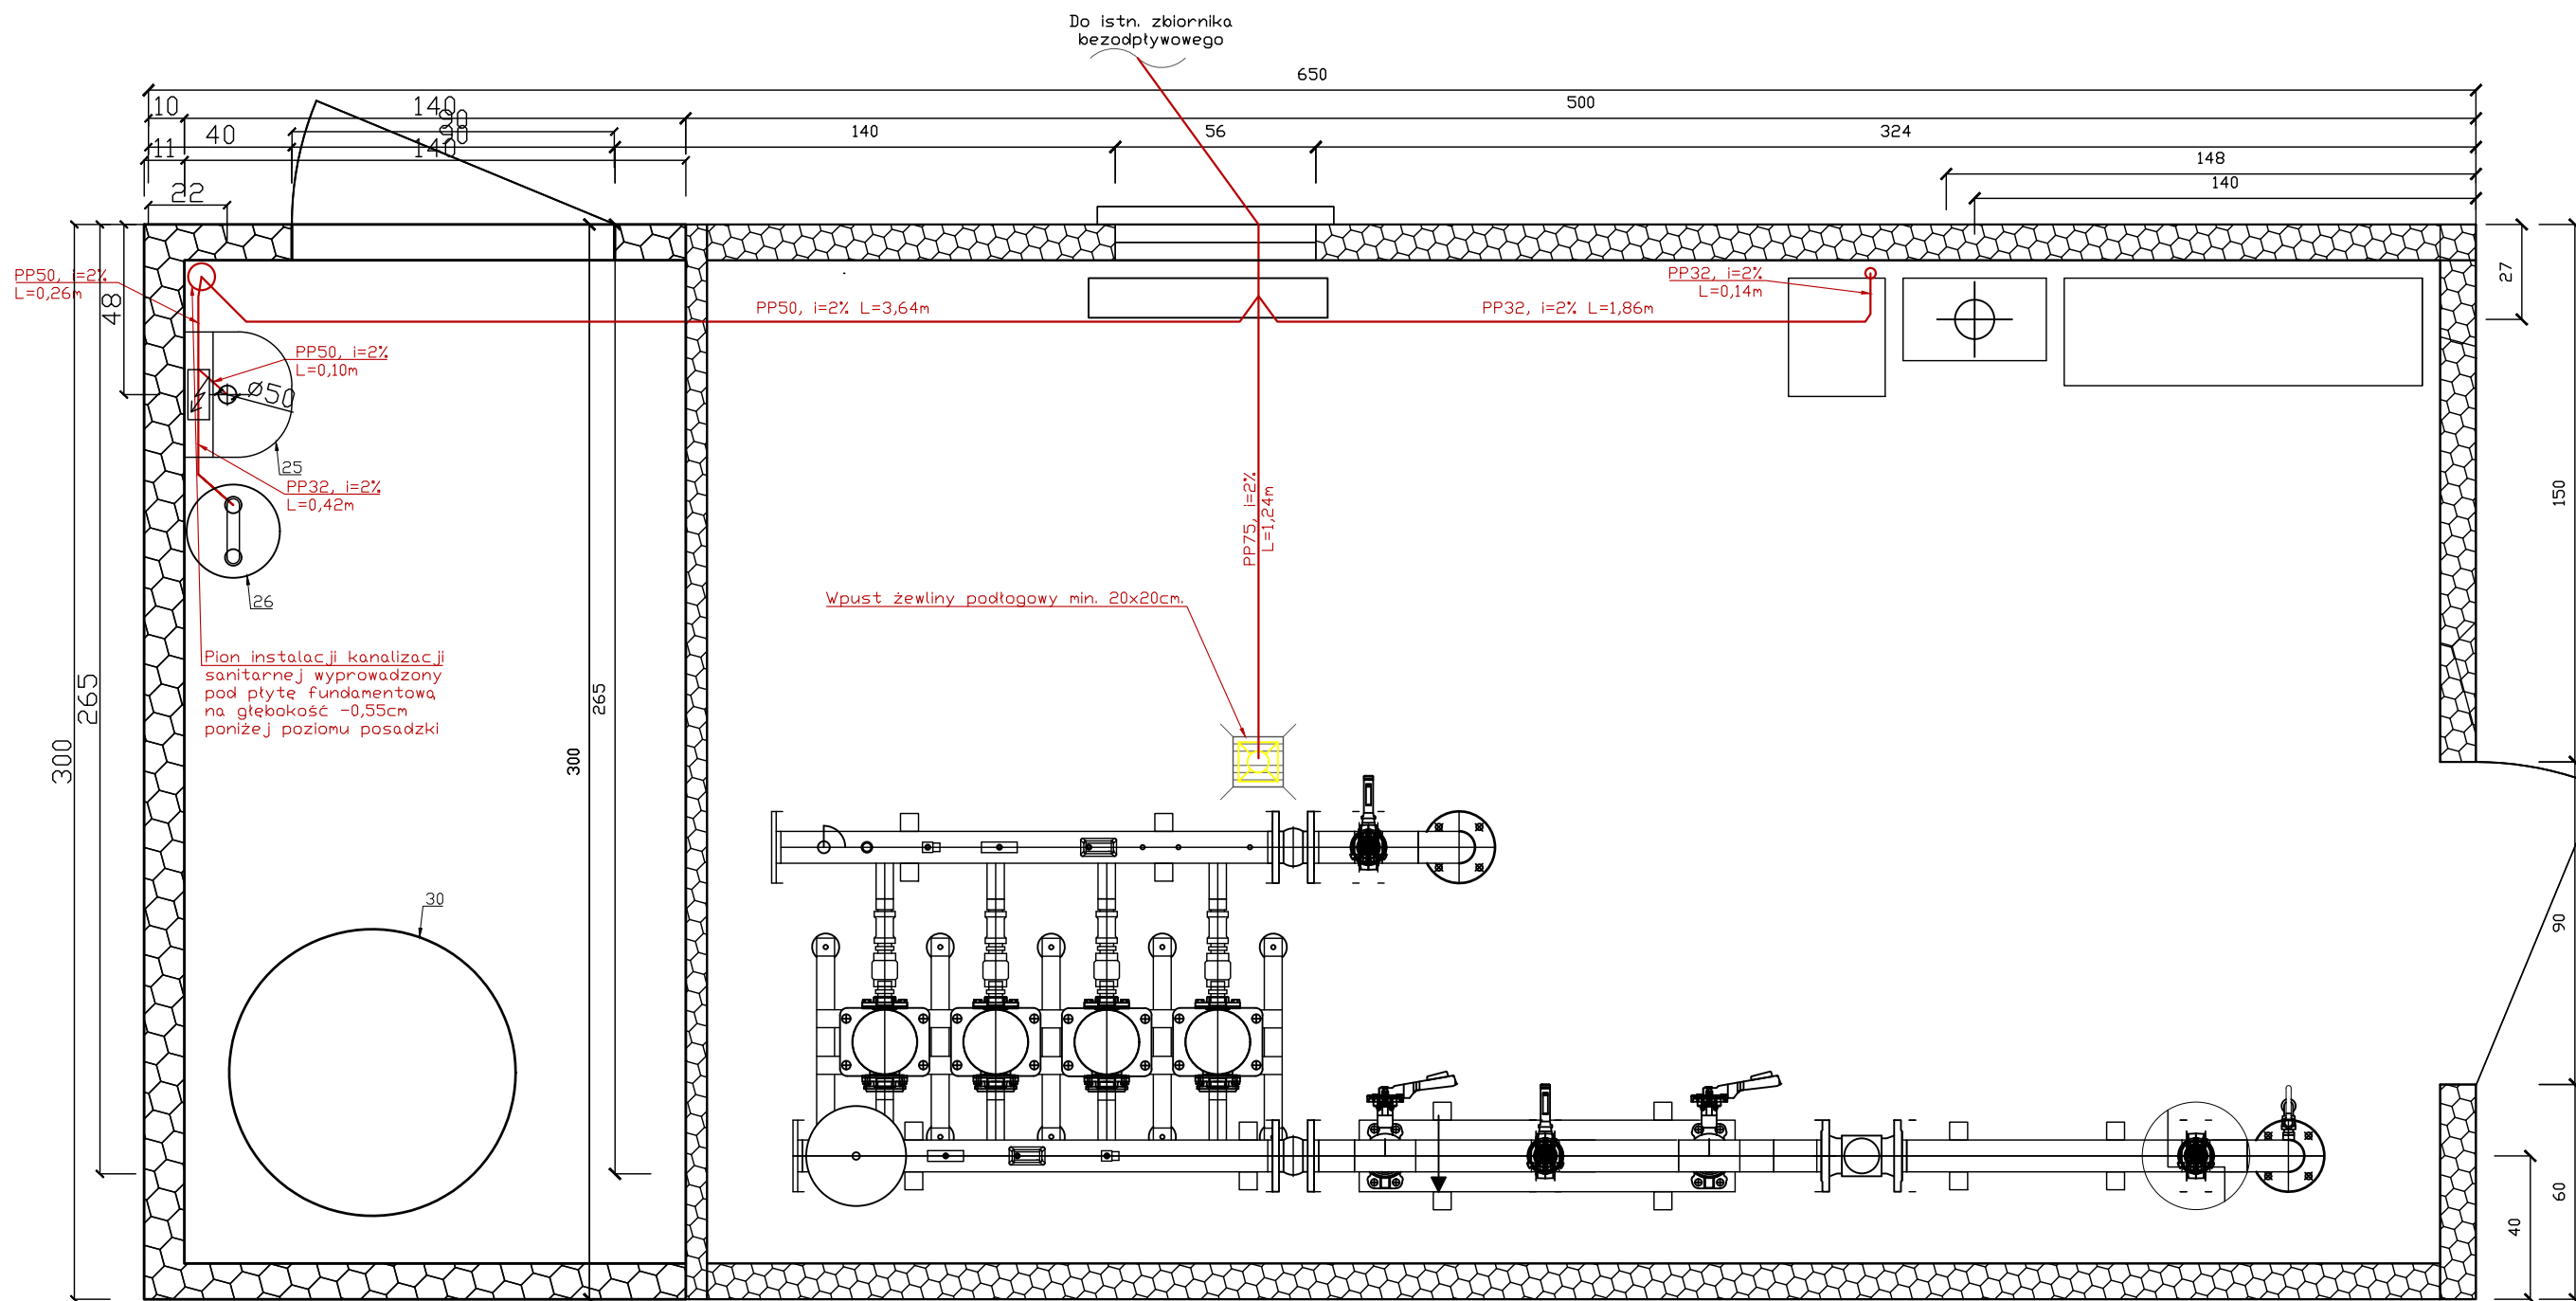 Do istn. zbiornika
bezodpływowego
650
10
140
500
40
90
140
56
324
11
140
148
22
140
PP50, i=2%
L=0,26m
48
27
PP50, i=2% L=3,64m
PP32, i=2% L=1,86m
PP32, i=2%
L=0,14m
PP50, i=2%
L=0,10m
Ø50
25
PP32, i=2%
L=0,42m
26
PP75, i=2%
L=1,24m
150
Wpust żewliny podłogowy min. 20x20cm.
Pion instalacji kanalizacji
sanitarnej wyprowadzony
pod płytę fundamentową
na głębokość -0,55cm
poniżej poziomu posadzki
265
300
265
300
30
90
60
40